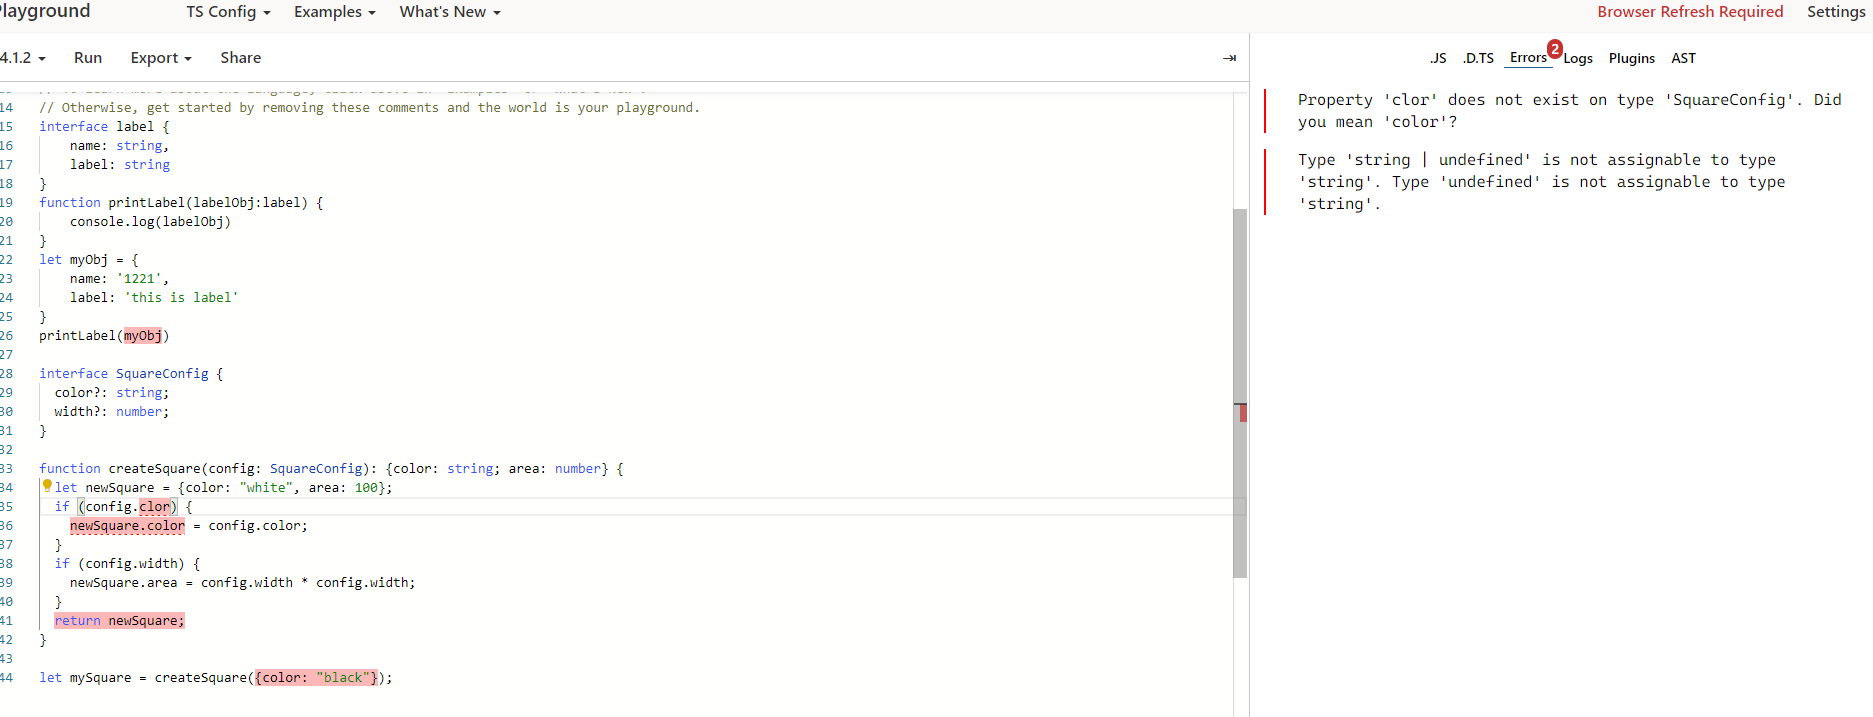 Playground TS Config Examples What's New Browser Refresh Required Settings
4.1.2 Run Export Share .JS .D.TS Errors 2 Logs Plugins AST
14 // Otherwise, get started by removing these comments and the world is your playground.
15 interface label {
16 name: string,
17 label: string
18 }
19 function printLabel(labelObj:label) {
20 console.log(labelObj)
21 }
22 let myObj = {
23 name: '1221',
24 label: 'this is label'
25 }
26 printLabel(myObj)
27
28 interface SquareConfig {
29 color?: string;
30 width?: number;
31 }
32
33 function createSquare(config: SquareConfig): {color: string; area: number} {
34 let newSquare = {color: "white", area: 100};
35 if (config.clor) {
36 newSquare.color = config.color;
37 }
38 if (config.width) {
39 newSquare.area = config.width * config.width;
40 }
41 return newSquare;
42 }
43
44 let mySquare = createSquare({color: "black"});
Property 'clor' does not exist on type 'SquareConfig'. Did
you mean 'color'?
Type 'string | undefined' is not assignable to type
'string'. Type 'undefined' is not assignable to type
'string'.